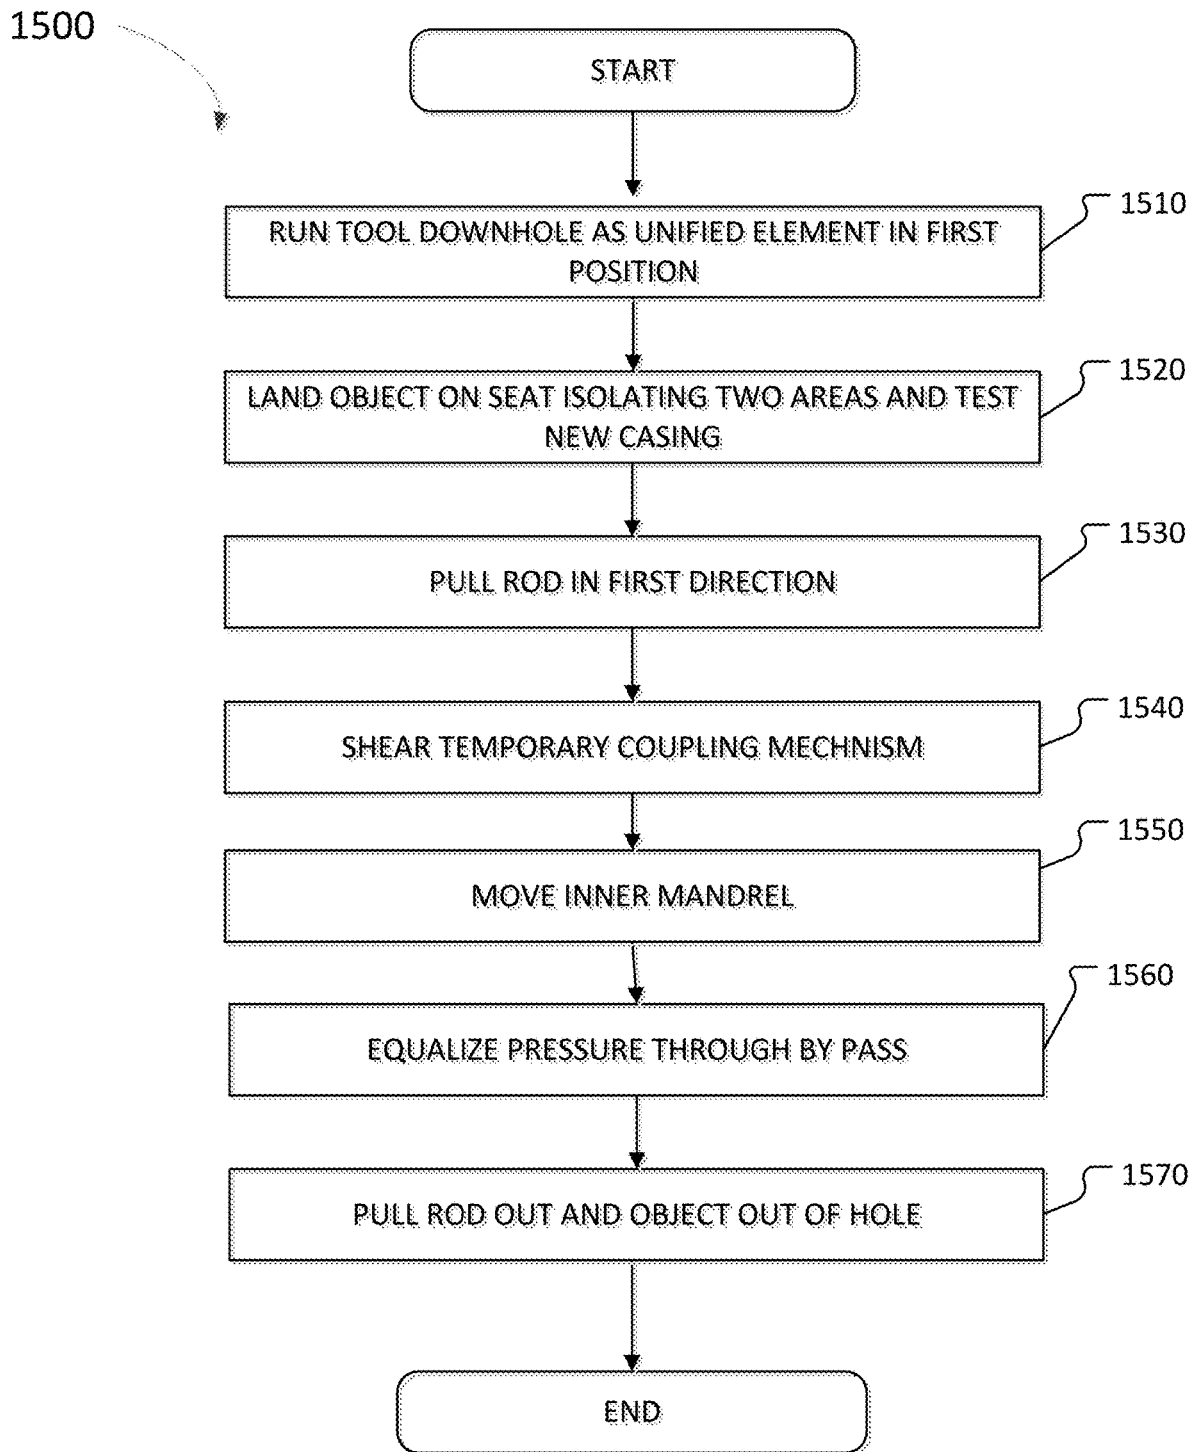 1500
START
1510
RUN TOOL DOWNHOLE AS UNIFIED ELEMENT IN FIRST
POSITION
1520
LAND OBJECT ON SEAT ISOLATING TWO AREAS AND TEST
NEW CASING
1530
PULL ROD IN FIRST DIRECTION
1540
SHEAR TEMPORARY COUPLING MECHNISM
1550
MOVE INNER MANDREL
1560
EQUALIZE PRESSURE THROUGH BY PASS
1570
PULL ROD OUT AND OBJECT OUT OF HOLE
END